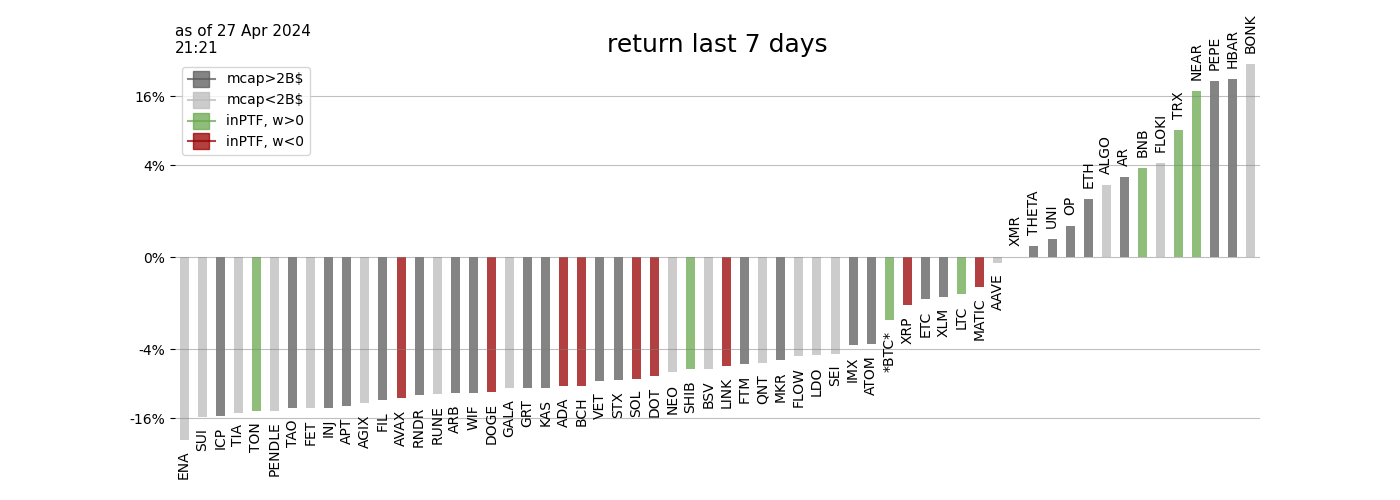 as of 27 Apr 2024
21:21
return last 7 days
mcap>2B$
mcap<2B$
inPTF, w>0
inPTF, w<0
16%
4%
0%
-4%
-16%
ENA
SUI
ICP
TIA
TON
PENDLE
TAO
FET
INJ
APT
AGIX
FIL
AVAX
RNDR
RUNE
ARB
WIF
DOGE
GALA
GRT
KAS
ADA
BCH
VET
STX
SOL
DOT
NEO
SHIB
BSV
LINK
FTM
QNT
MKR
FLOW
LDO
SEI
IMX
ATOM
*BTC*
XRP
ETC
XLM
LTC
MATIC
AAVE
XMR
THETA
UNI
OP
ETH
ALGO
AR
BNB
FLOKI
TRX
NEAR
PEPE
HBAR
BONK